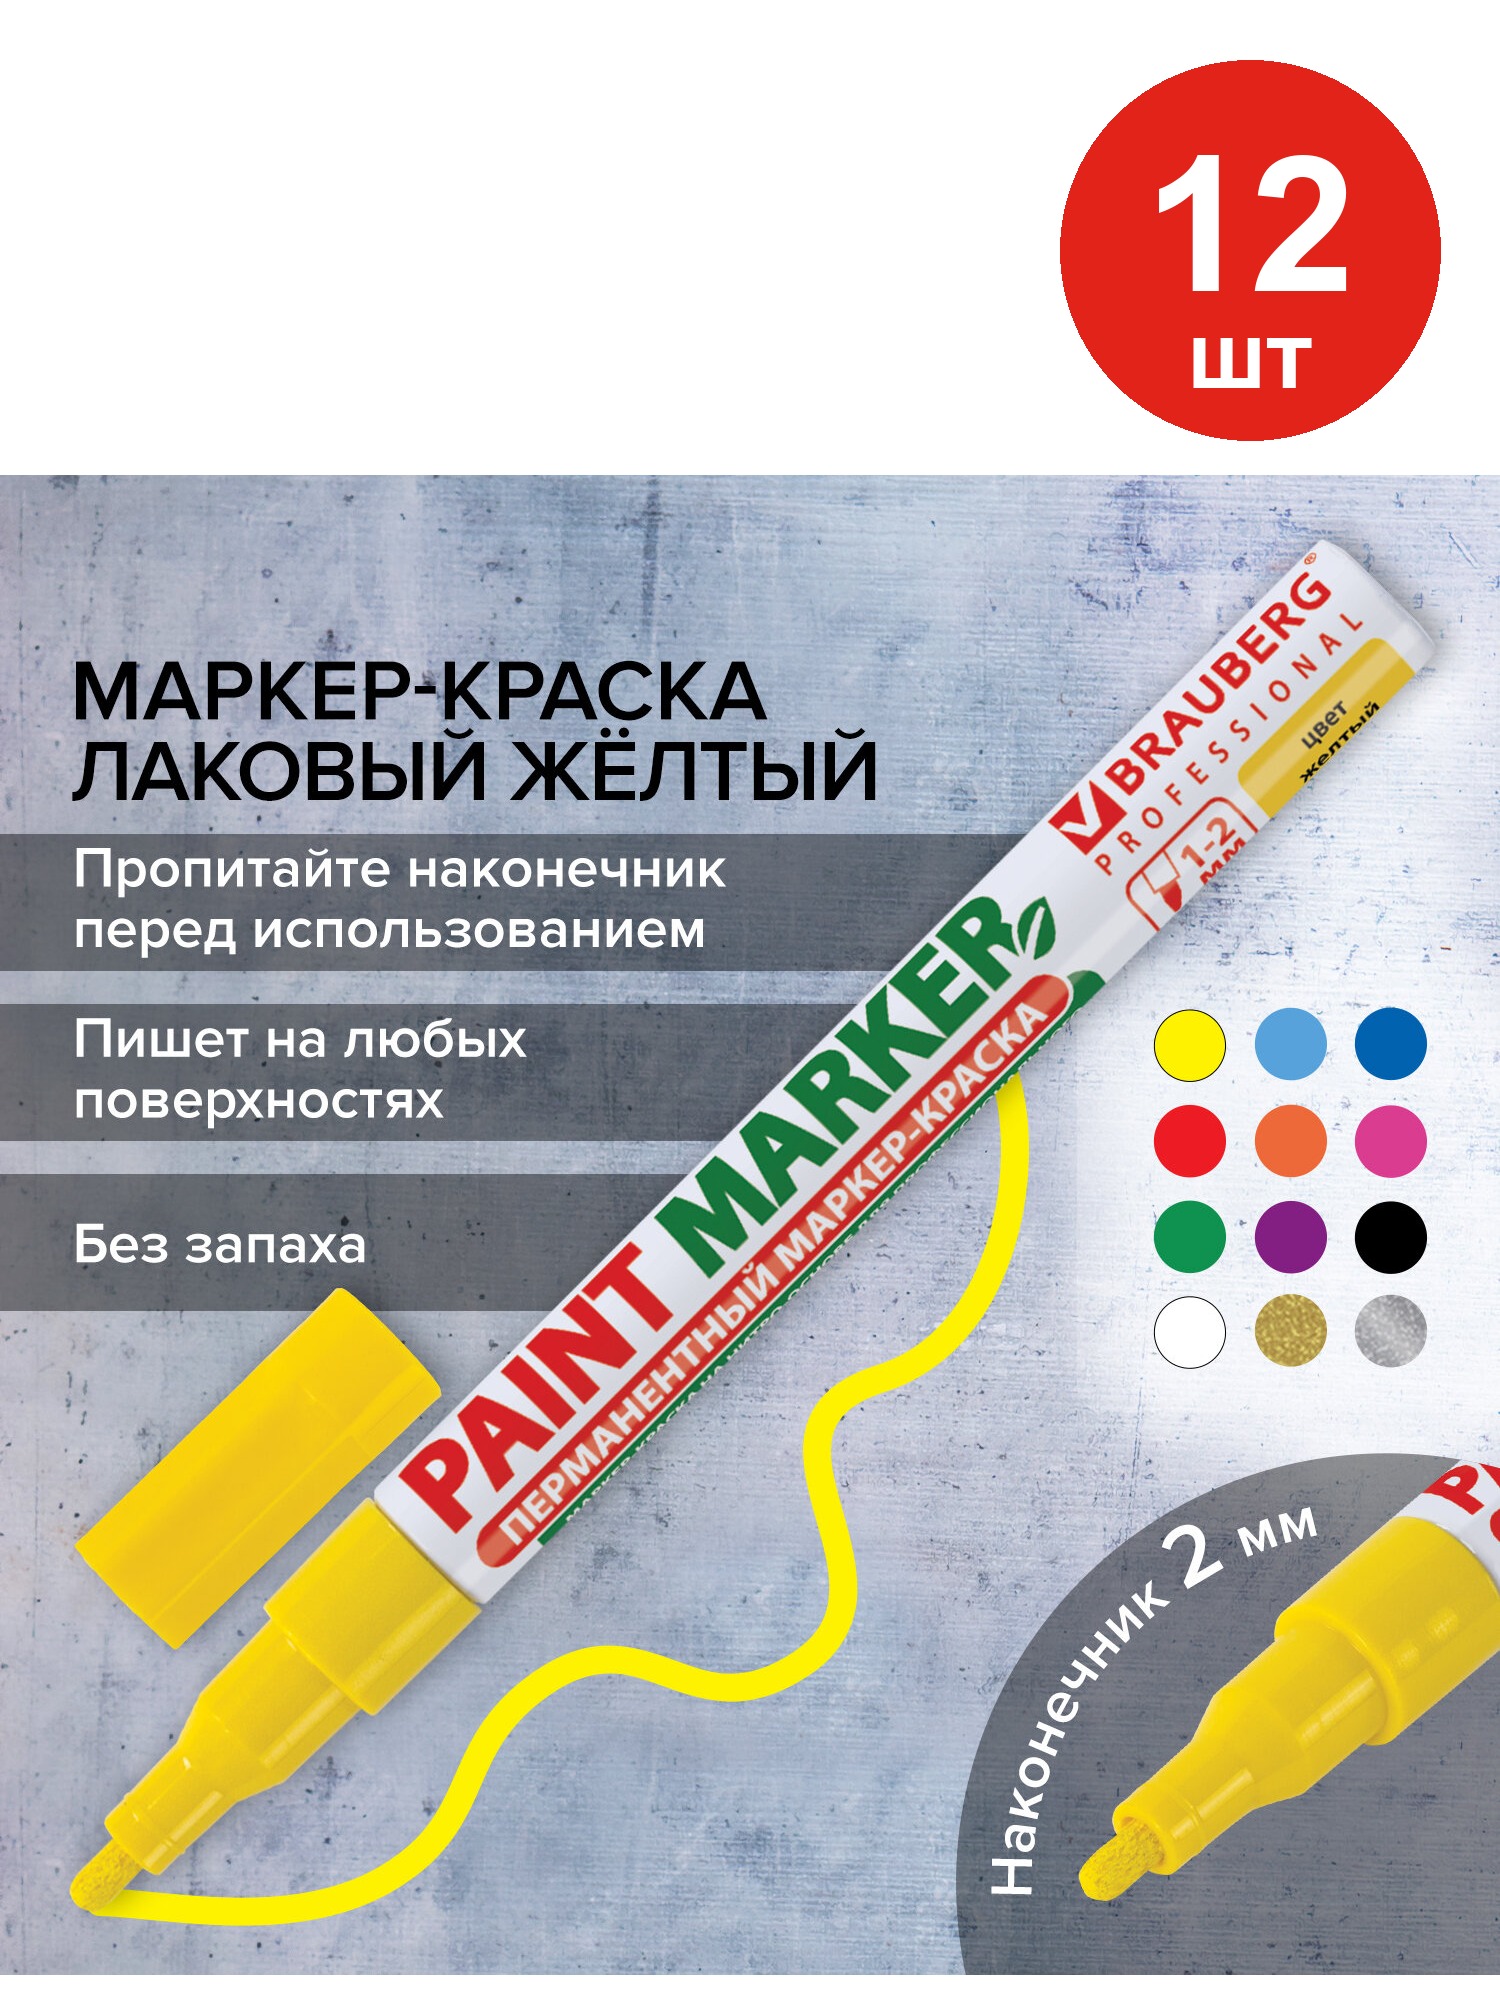 12
шт
МАРКЕР-КРАСКА
ЛАКОВЫЙ ЖЁЛТЫЙ
Пропитайте наконечник
перед использованием
Пишет на любых
поверхностях
Без запаха
BRAUBERG®
PROFESSIONAL
цвет
желтый
1-2
мм
PAINT MARKER
ПЕРМАНЕНТНЫЙ МАРКЕР-КРАСКА
Наконечник 2 мм